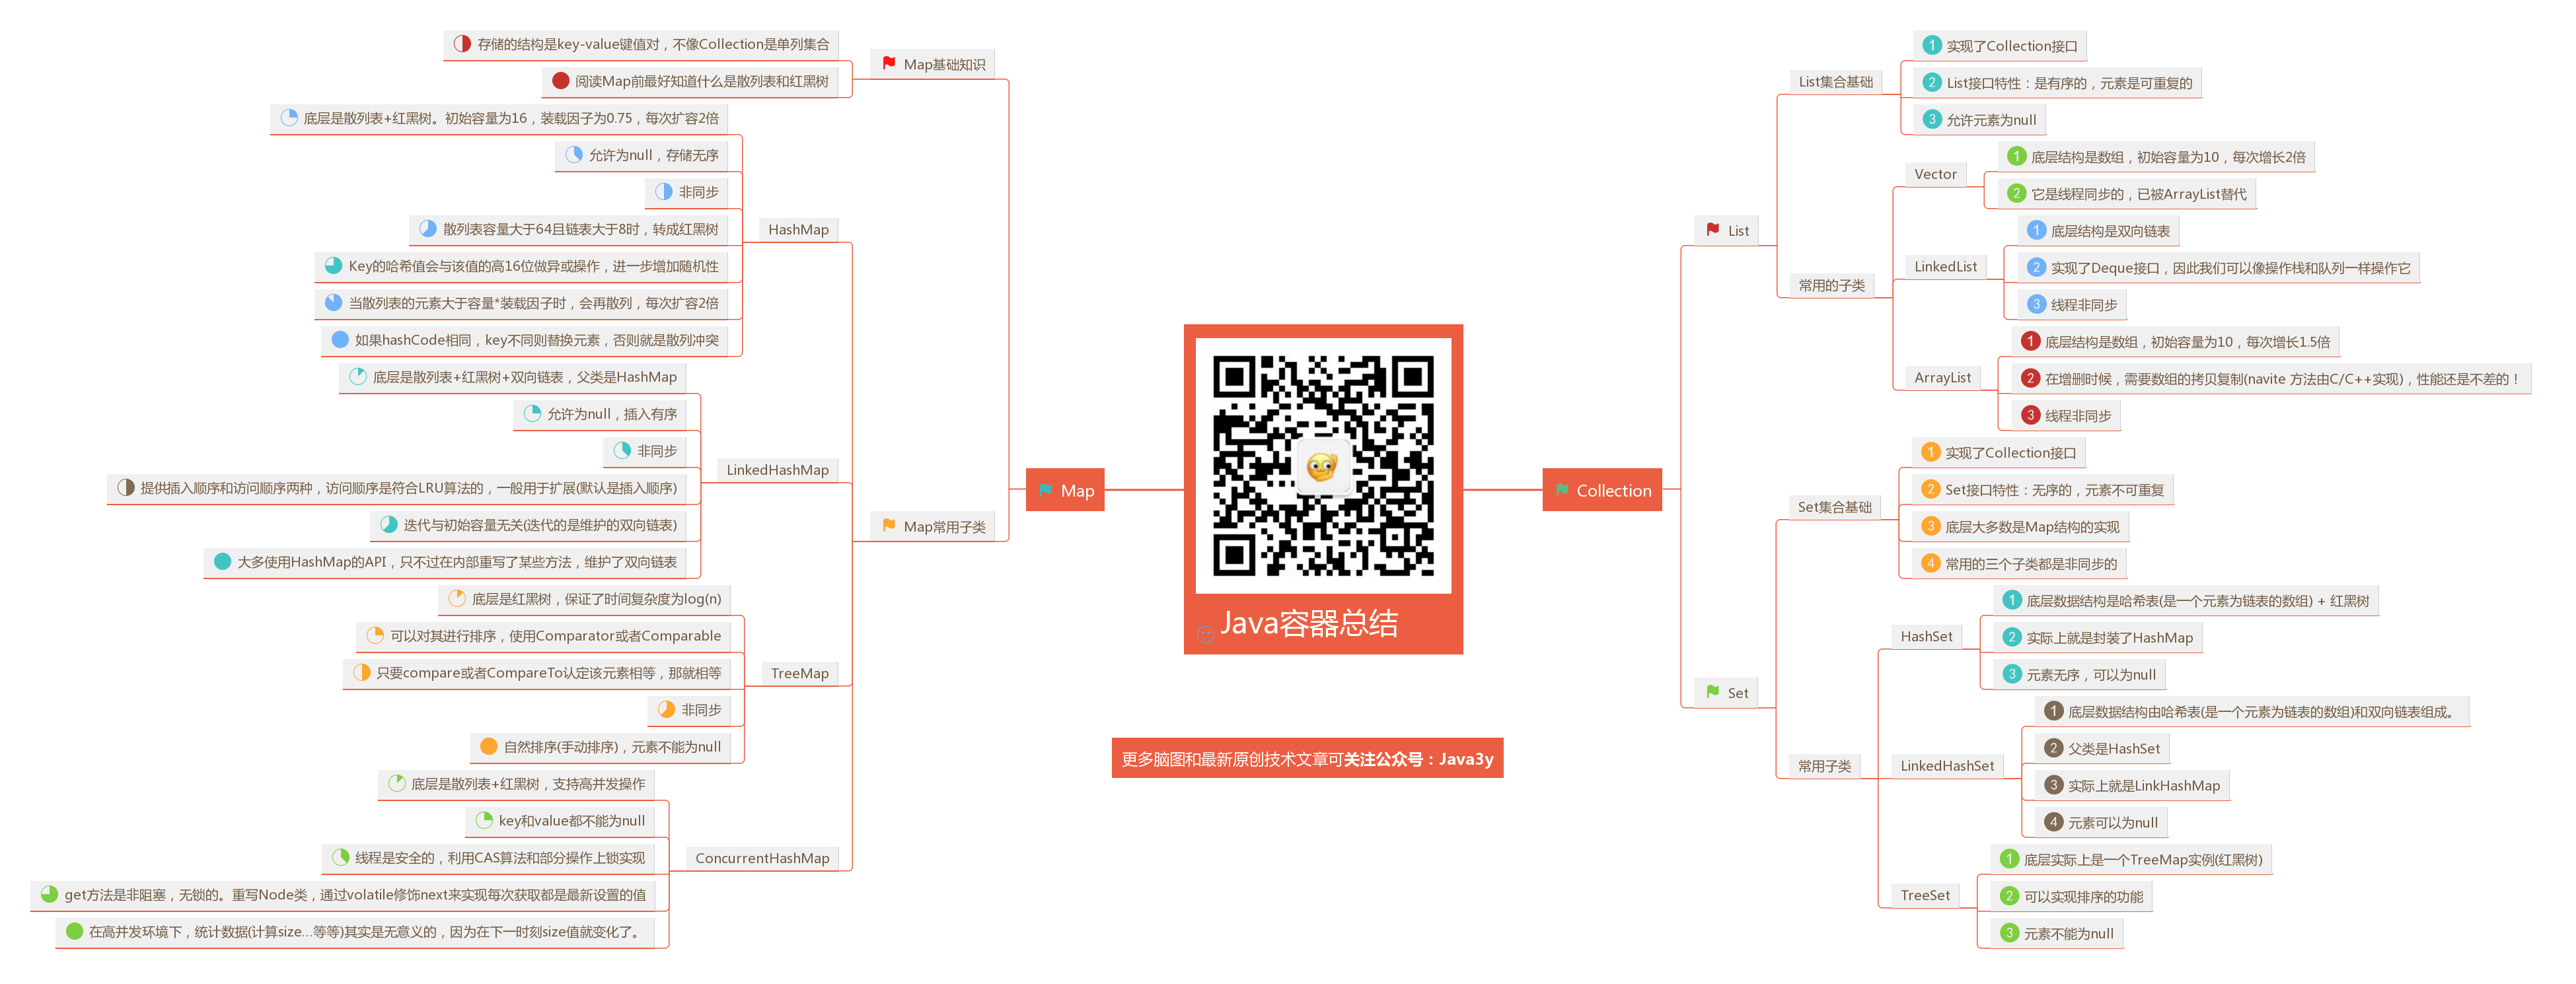 Java容器总结
更多脑图和最新原创技术文章可关注公众号：Java3y
Map
Map基础知识
存储的结构是key-value键值对，不像Collection是单列集合
阅读Map前最好知道什么是散列表和红黑树
Map常用子类
HashMap
底层是散列表+红黑树。初始容量为16，装载因子为0.75，每次扩容2倍
允许为null，存储无序
非同步
散列表容量大于64且链表大于8时，转成红黑树
Key的哈希值会与该值的高16位做异或操作，进一步增加随机性
当散列表的元素大于容量*装载因子时，会再散列，每次扩容2倍
如果hashCode相同，key不同则替换元素，否则就是散列冲突
LinkedHashMap
底层是散列表+红黑树+双向链表，父类是HashMap
允许为null，插入有序
非同步
提供插入顺序和访问顺序两种，访问顺序是符合LRU算法的，一般用于扩展(默认是插入顺序)
迭代与初始容量无关(迭代的是维护的双向链表)
大多使用HashMap的API，只不过在内部重写了某些方法，维护了双向链表
TreeMap
底层是红黑树，保证了时间复杂度为log(n)
可以对其进行排序，使用Comparator或者Comparable
只要compare或者CompareTo认定该元素相等，那就相等
非同步
自然排序(手动排序)，元素不能为null
ConcurrentHashMap
底层是散列表+红黑树，支持高并发操作
key和value都不能为null
线程是安全的，利用CAS算法和部分操作上锁实现
get方法是非阻塞，无锁的。重写Node类，通过volatile修饰next来实现每次获取都是最新设置的值
在高并发环境下，统计数据(计算size...等等)其实是无意义的，因为在下一时刻size值就变化了。
Collection
List
List集合基础
1 实现了Collection接口
2 List接口特性：是有序的，元素是可重复的
3 允许元素为null
常用的子类
Vector
1 底层结构是数组，初始容量为10，每次增长2倍
2 它是线程同步的，已被ArrayList替代
LinkedList
1 底层结构是双向链表
2 实现了Deque接口，因此我们可以像操作栈和队列一样操作它
3 线程非同步
ArrayList
1 底层结构是数组，初始容量为10，每次增长1.5倍
2 在增删时候，需要数组的拷贝复制(navite 方法由C/C++实现)，性能还是不差的！
3 线程非同步
Set
Set集合基础
1 实现了Collection接口
2 Set接口特性：无序的，元素不可重复
3 底层大多数是Map结构的实现
4 常用的三个子类都是非同步的
常用子类
HashSet
1 底层数据结构是哈希表(是一个元素为链表的数组) + 红黑树
2 实际上就是封装了HashMap
3 元素无序，可以为null
LinkedHashSet
1 底层数据结构由哈希表(是一个元素为链表的数组)和双向链表组成。
2 父类是HashSet
3 实际上就是LinkHashMap
4 元素可以为null
TreeSet
1 底层实际上是一个TreeMap实例(红黑树)
2 可以实现排序的功能
3 元素不能为null